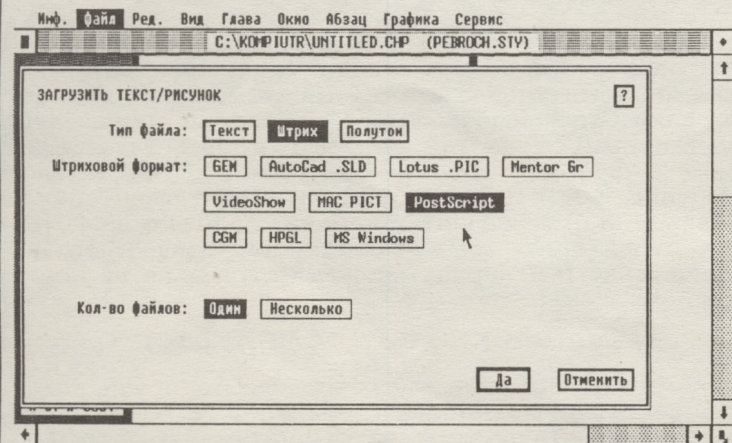 Инф. Файл Ред. Вид Глава Окно Абзац Графика Сервис
C:\KOMPIUTR\UNTITLED.CHP (PEBROCH.STY)
ЗАГРУЗИТЬ ТЕКСТ/РИСУНОК ?
Тип файла: Текст Штрих Полутон
Штриховой формат: GEM AutoCad .SLD Lotus .PIC Mentor Gr
VideoShow MAC PICT PostScript
CGM HPGL MS Windows
Кол-во файлов: Один Несколько
Да Отменить